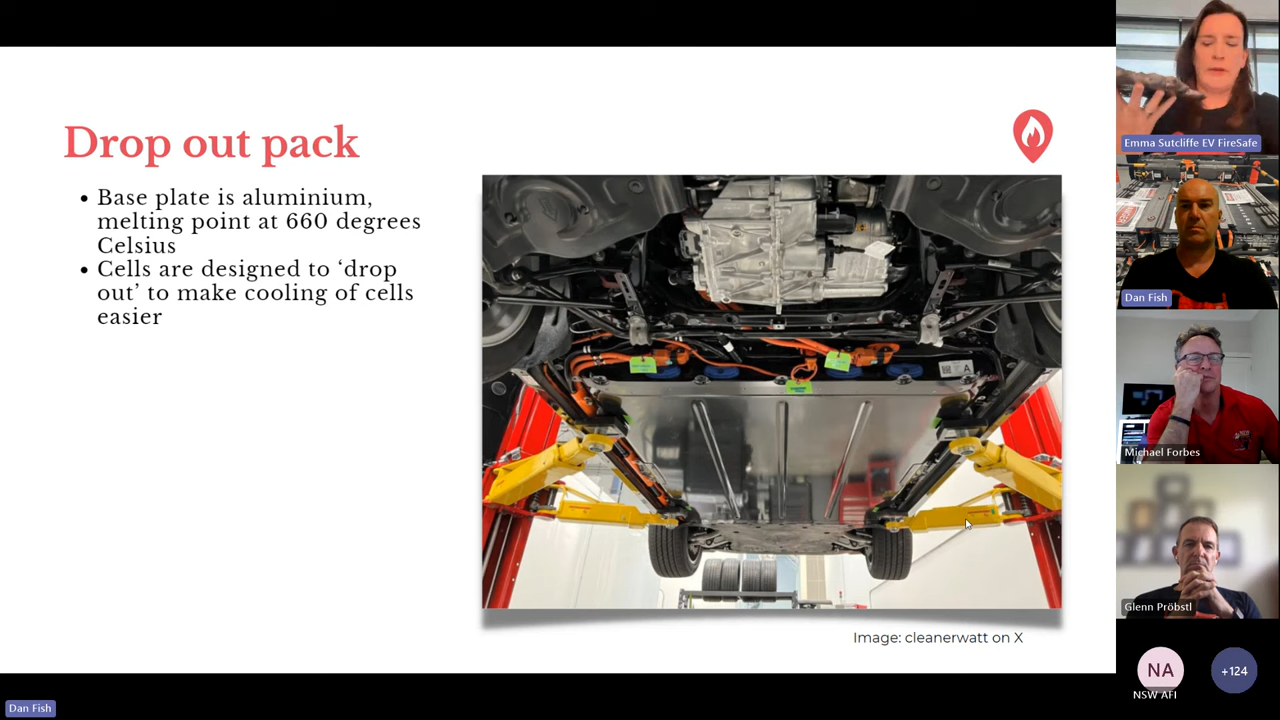 Drop out pack
• Base plate is aluminium,
melting point at 660 degrees
Celsius
• Cells are designed to ‘drop
out’ to make cooling of cells
easier
A
Image: cleanerwatt on X
Emma Sutcliffe EV FireSafe
Dan Fish
Michael Forbes
Glenn Pröbstl
NA
NSW AFI
+124
Dan Fish